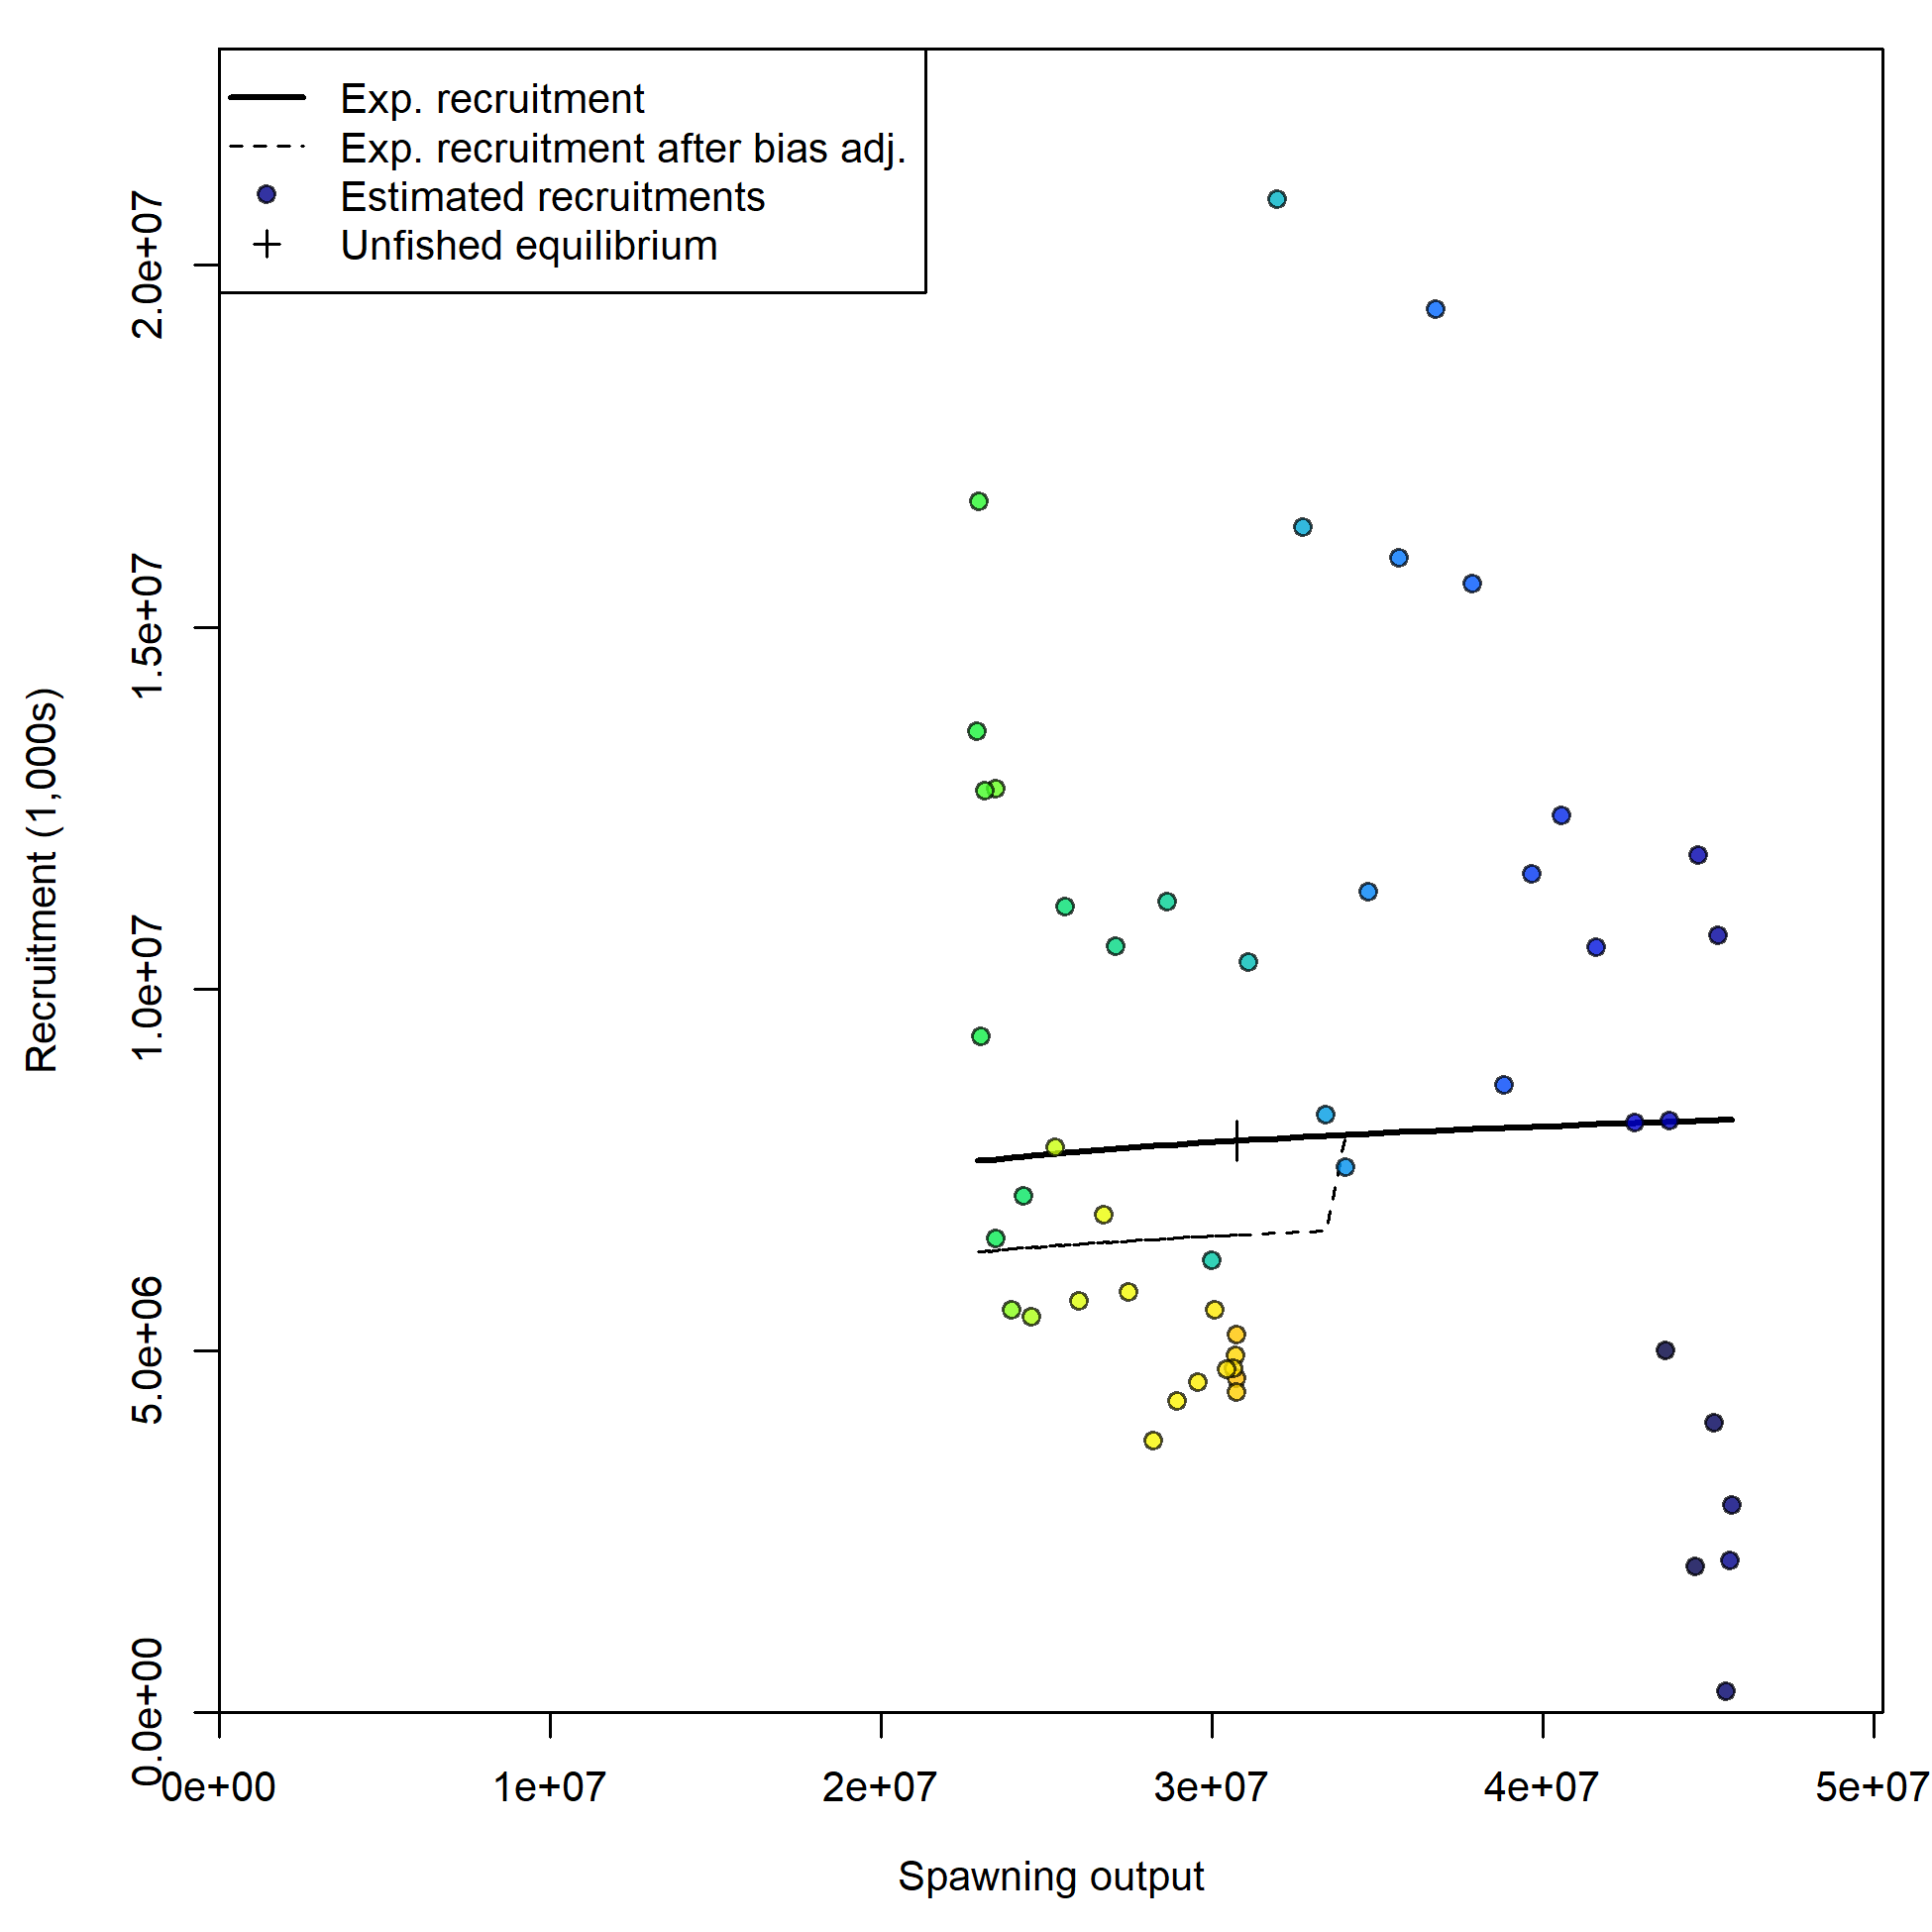 Exp. recruitment
Exp. recruitment after bias adj.
Estimated recruitments
Unfished equilibrium
2.0e+07
1.5e+07
1.0e+07
5.0e+06
0.0e+00
Recruitment (1,000s)
0e+00
1e+07
2e+07
3e+07
4e+07
5e+07
Spawning output